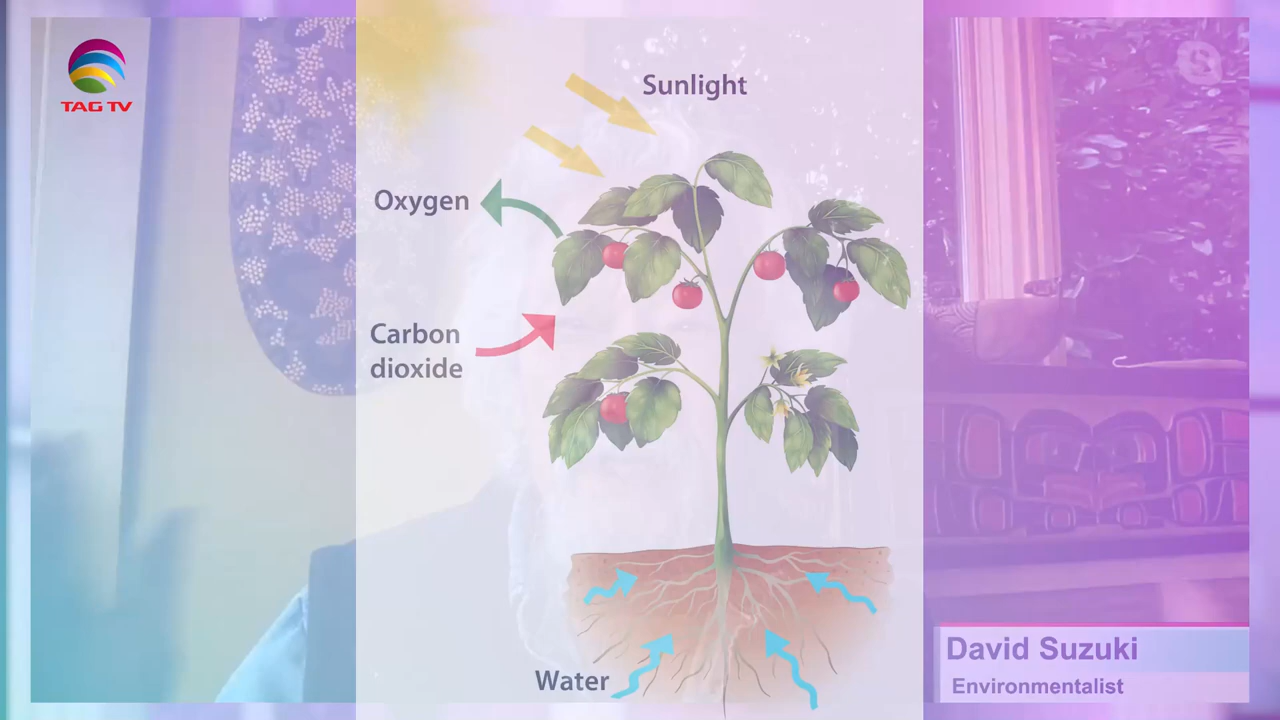 TAG TV
Sunlight
Oxygen
Carbon
dioxide
Water
David Suzuki
Environmentalist